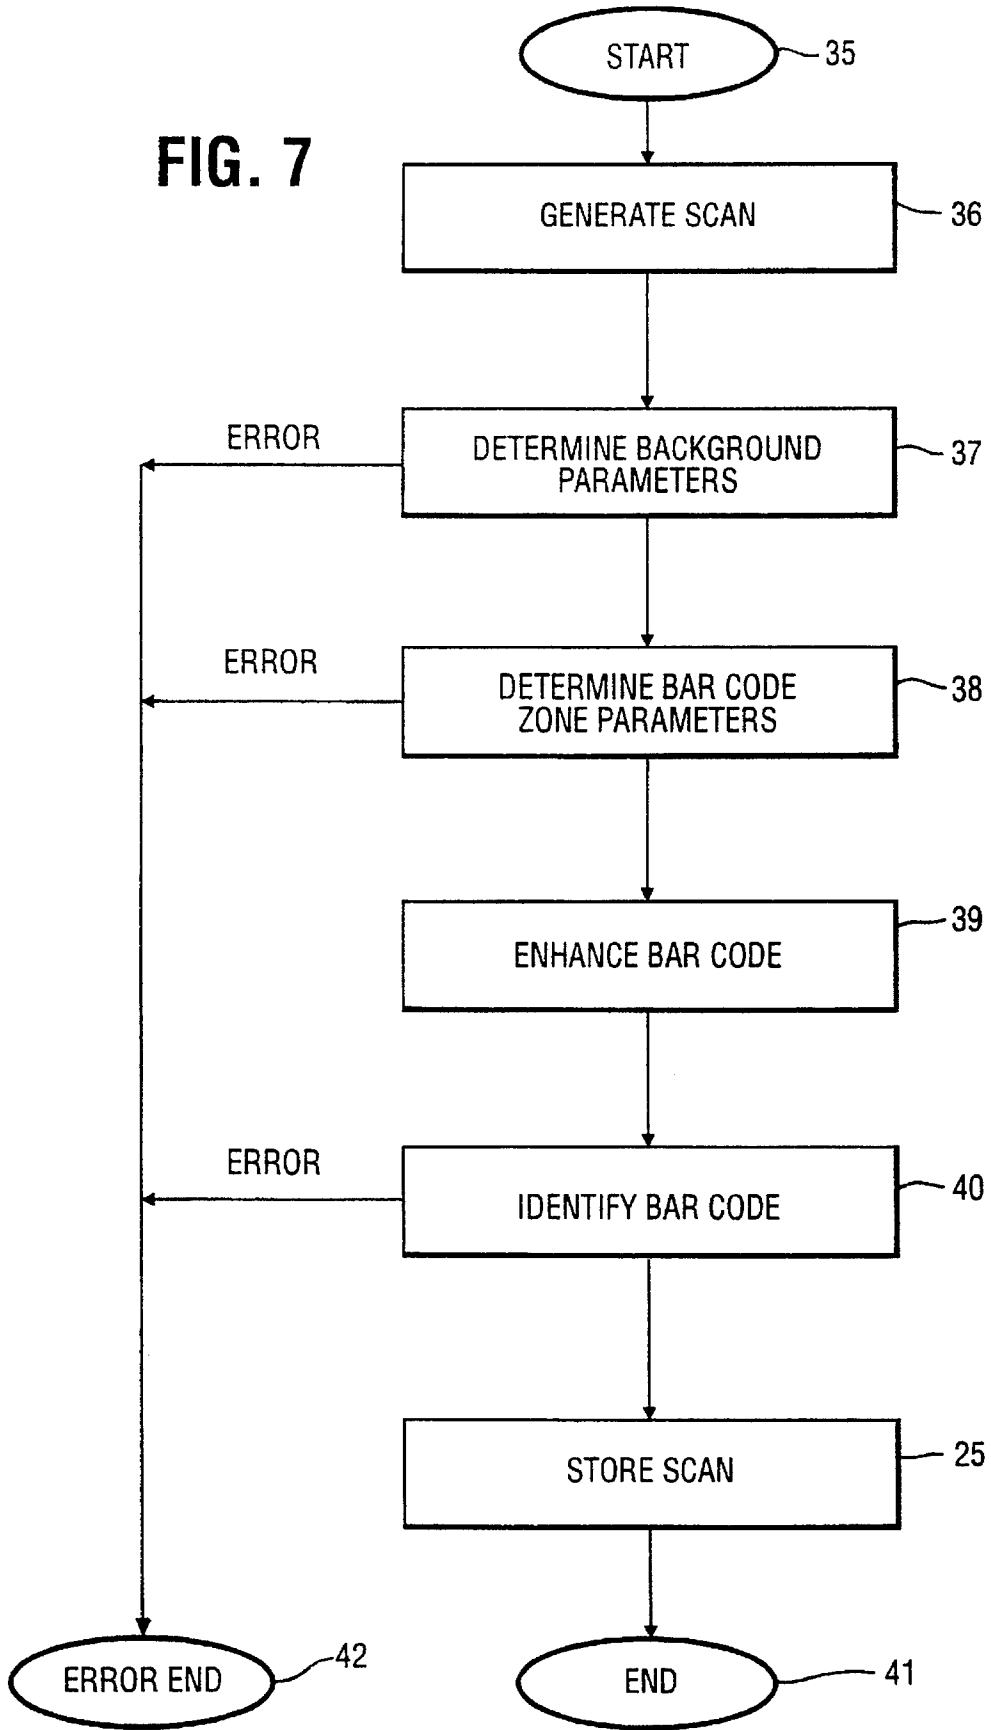 START
35
FIG. 7
GENERATE SCAN
36
ERROR
DETERMINE BACKGROUND
PARAMETERS
37
ERROR
DETERMINE BAR CODE
ZONE PARAMETERS
38
ENHANCE BAR CODE
39
ERROR
IDENTIFY BAR CODE
40
STORE SCAN
25
ERROR END
42
END
41